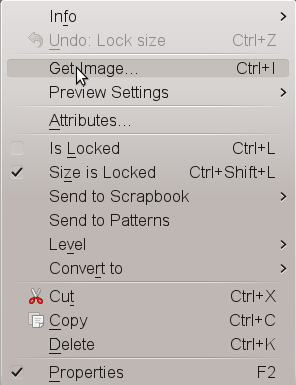 Info
Undo: Lock size Ctrl+Z
Get Image... Ctrl+I
Preview Settings
Attributes...
Is Locked Ctrl+L
Size is Locked Ctrl+Shift+L
Send to Scrapbook
Send to Patterns
Level
Convert to
Cut Ctrl+X
Copy Ctrl+C
Delete Ctrl+K
Properties F2